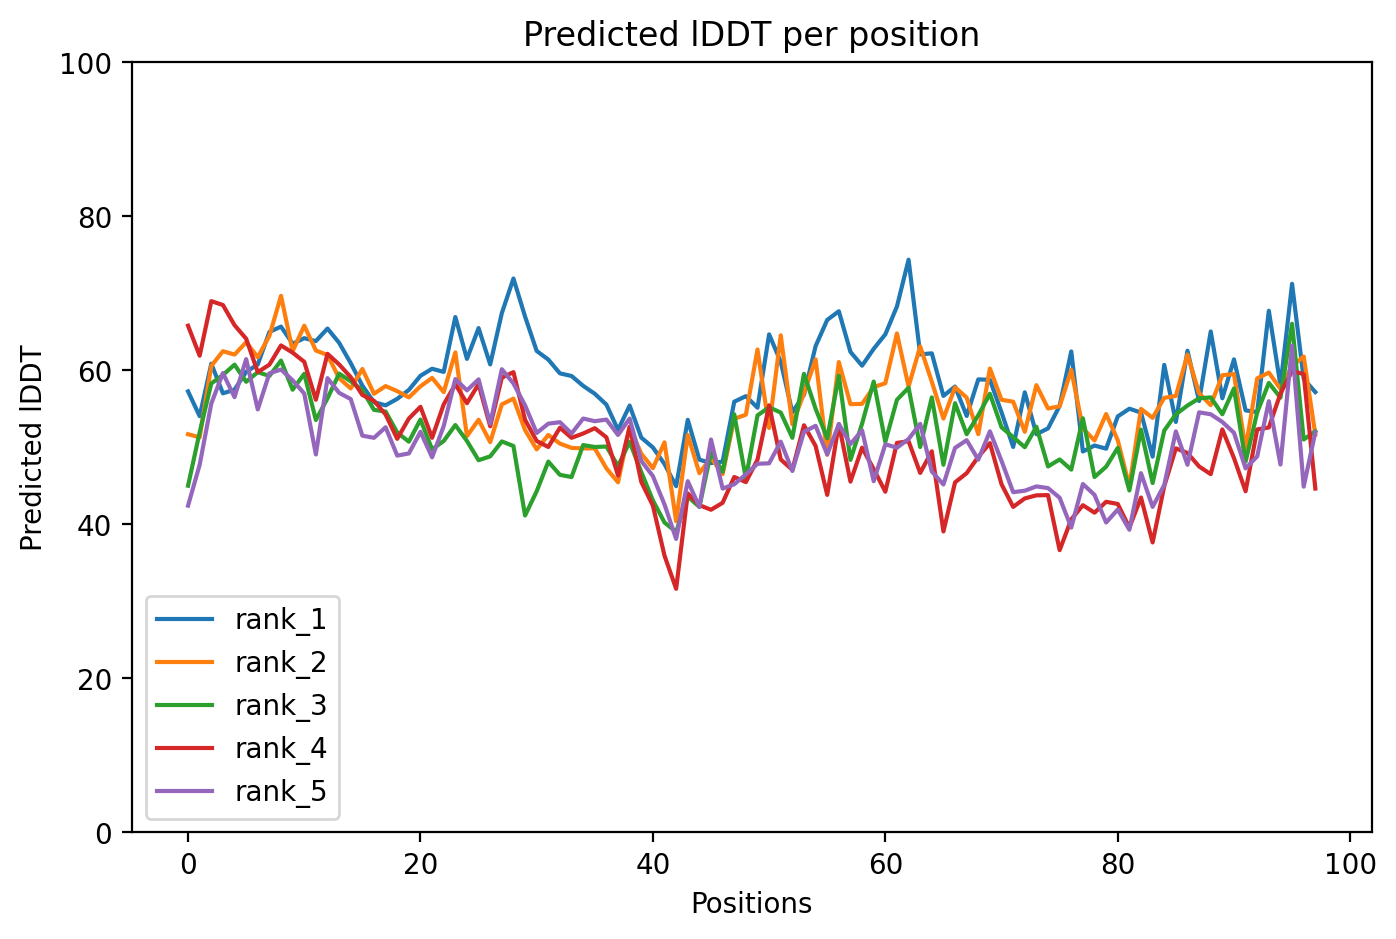 Predicted lDDT per position
100
80
60
40
20
0
Predicted lDDT
rank_1
rank_2
rank_3
rank_4
rank_5
0 20 40 60 80 100
Positions